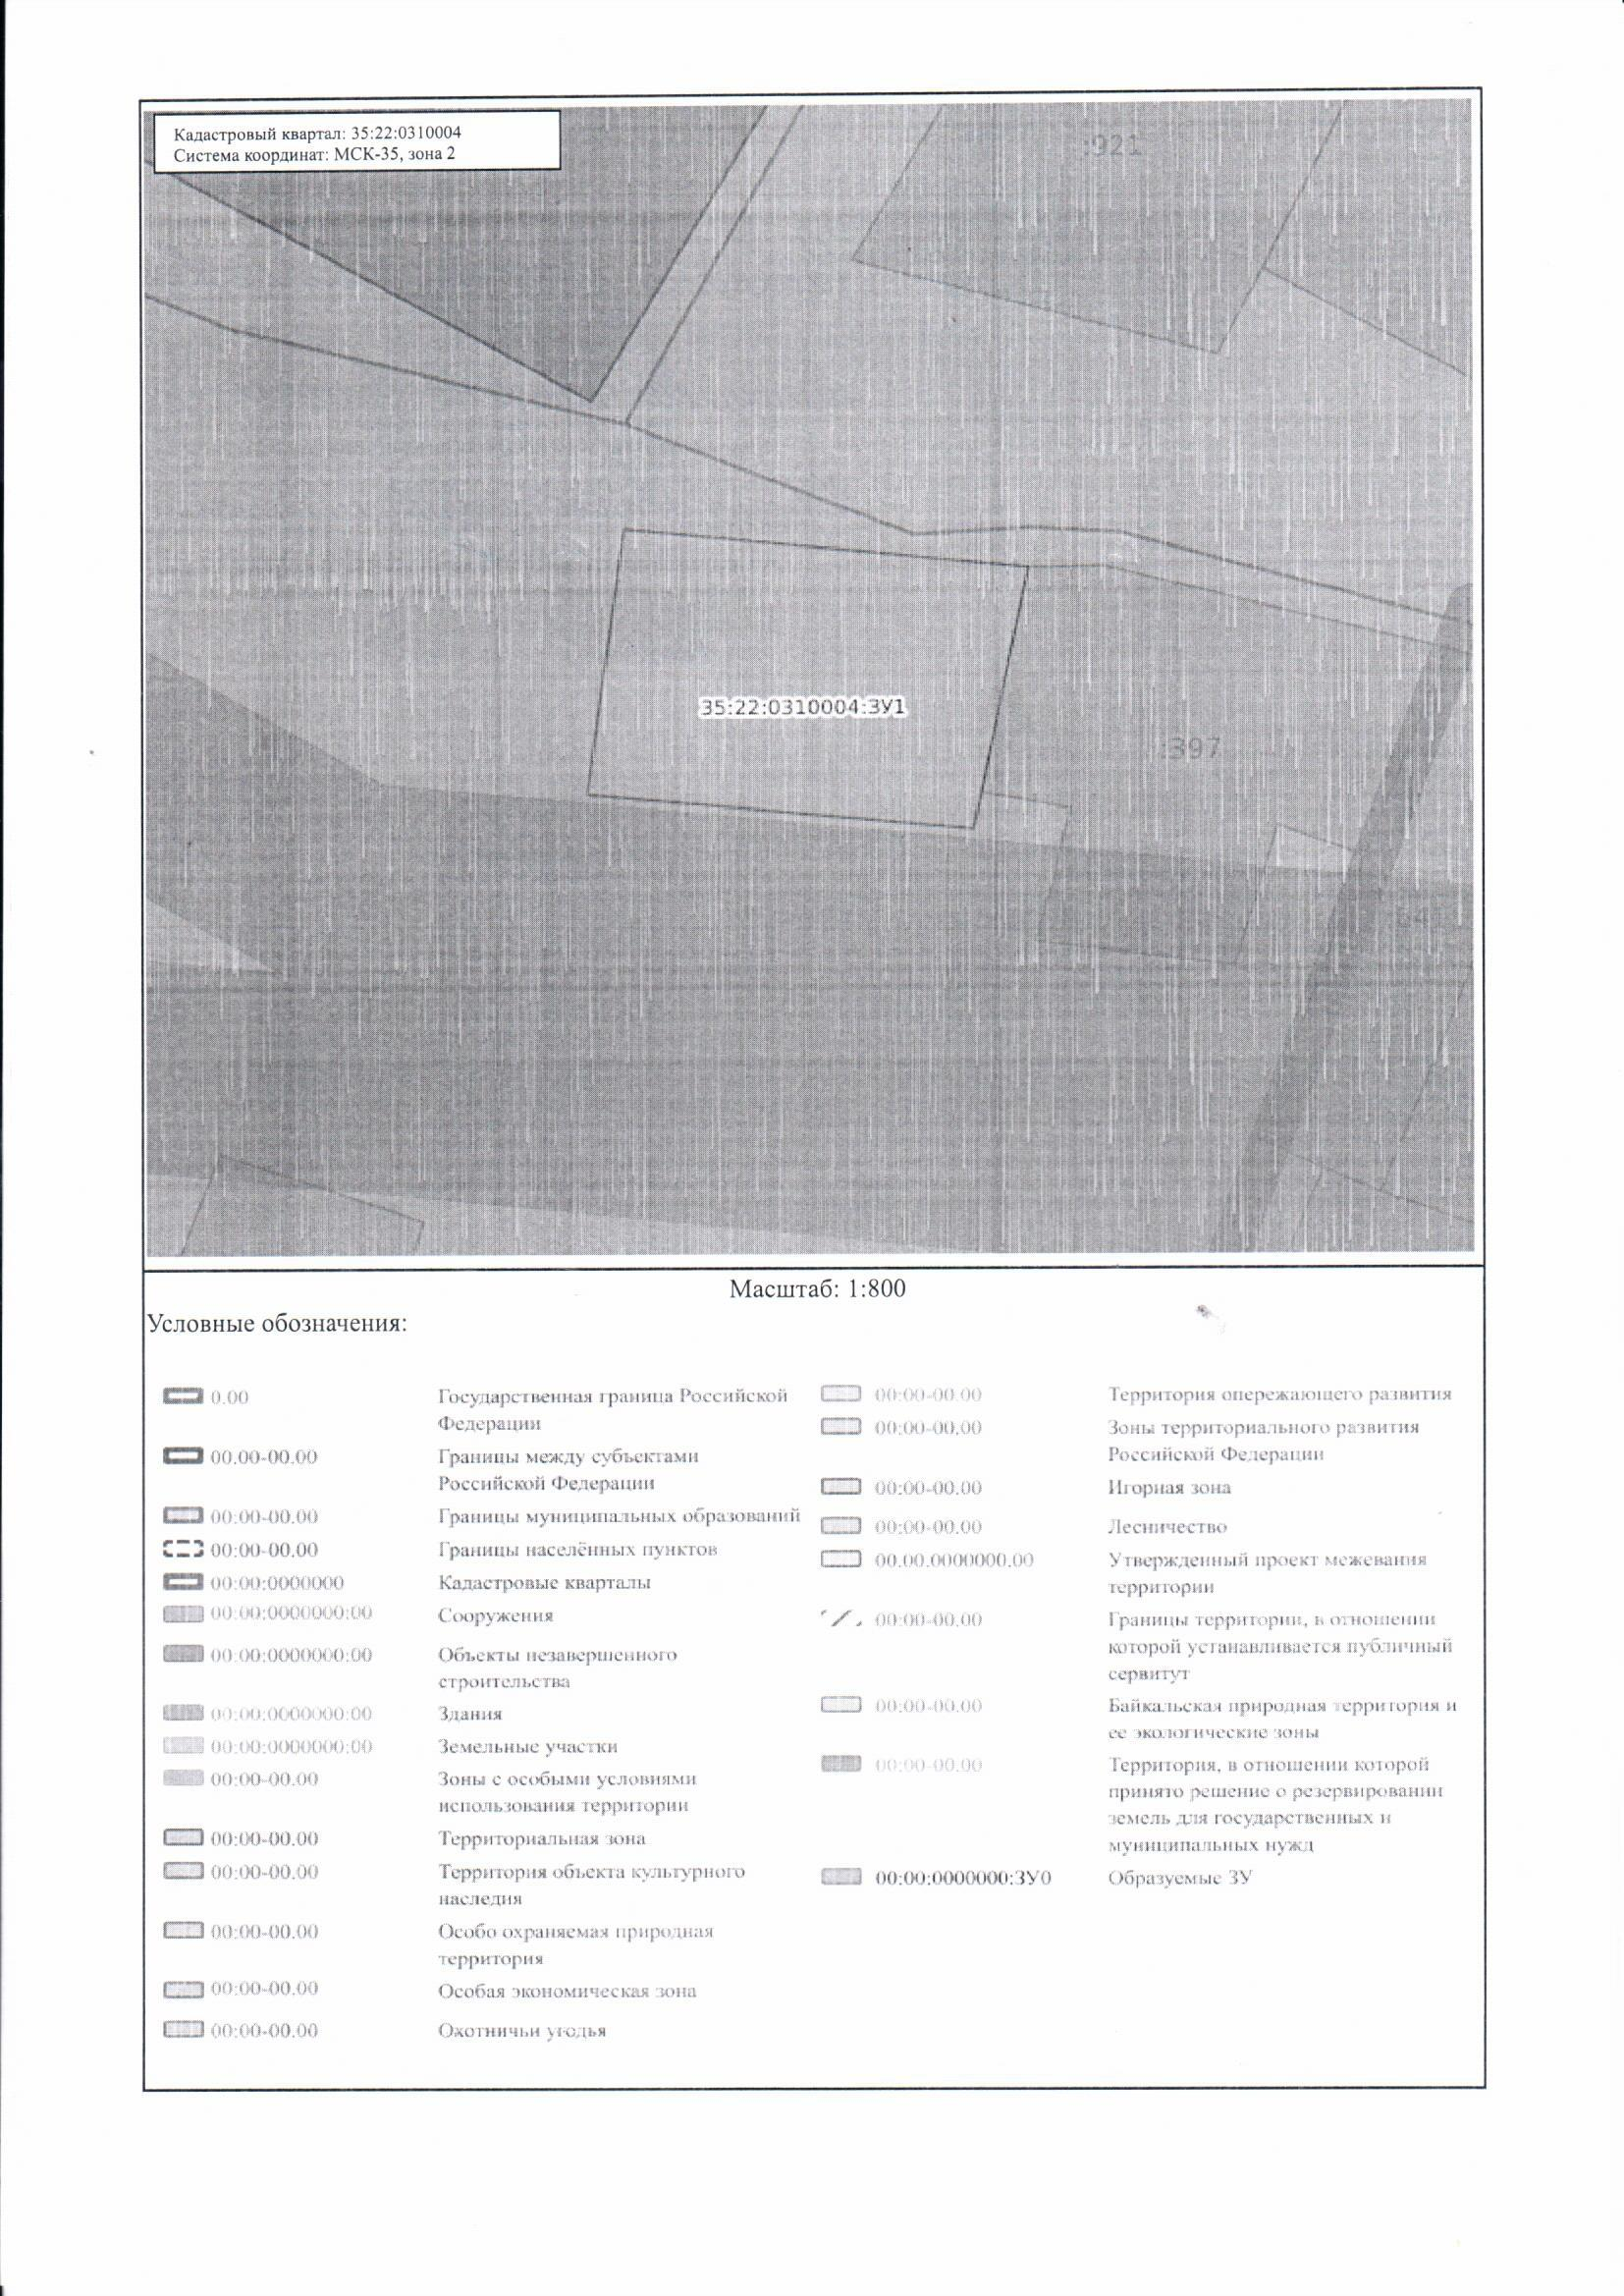 Кадастровый квартал: 35:22:0310004
Система координат: МСК-35, зона 2
:921
35:22:0310004:ЗУ1
:397
Масштаб: 1:800
Условные обозначения:
0.00 Государственная граница Российской
Федерации
00.00-00.00 Границы между субъектами
Российской Федерации
00:00-00.00 Границы муниципальных образований
00:00-00.00 Границы населённых пунктов
00:00:0000000 Кадастровые кварталы
00:00:0000000:00 Сооружения
00:00:0000000:00 Объекты незавершенного
строительства
00:00:0000000:00 Здания
00:00:0000000:00 Земельные участки
00:00-00.00 Зоны с особыми условиями
использования территории
00:00-00.00 Территориальная зона
00:00-00.00 Территория объекта культурного
наследия
00:00-00.00 Особо охраняемая природная
территория
00:00-00.00 Особая экономическая зона
00:00-00.00 Охотничьи угодья
00:00-00.00 Территория опережающего развития
00:00-00.00 Зоны территориального развития
Российской Федерации
00:00-00.00 Игорная зона
00:00-00.00 Лесничество
00.00.0000000.00 Утвержденный проект межевания
территории
00:00-00.00 Границы территории, в отношении
которой устанавливается публичный
сервитут
00:00-00.00 Байкальская природная территория и
ее экологические зоны
00:00-00.00 Территория, в отношении которой
принято решение о резервировании
земель для государственных и
муниципальных нужд
00:00:0000000:ЗУ0 Образуемые ЗУ